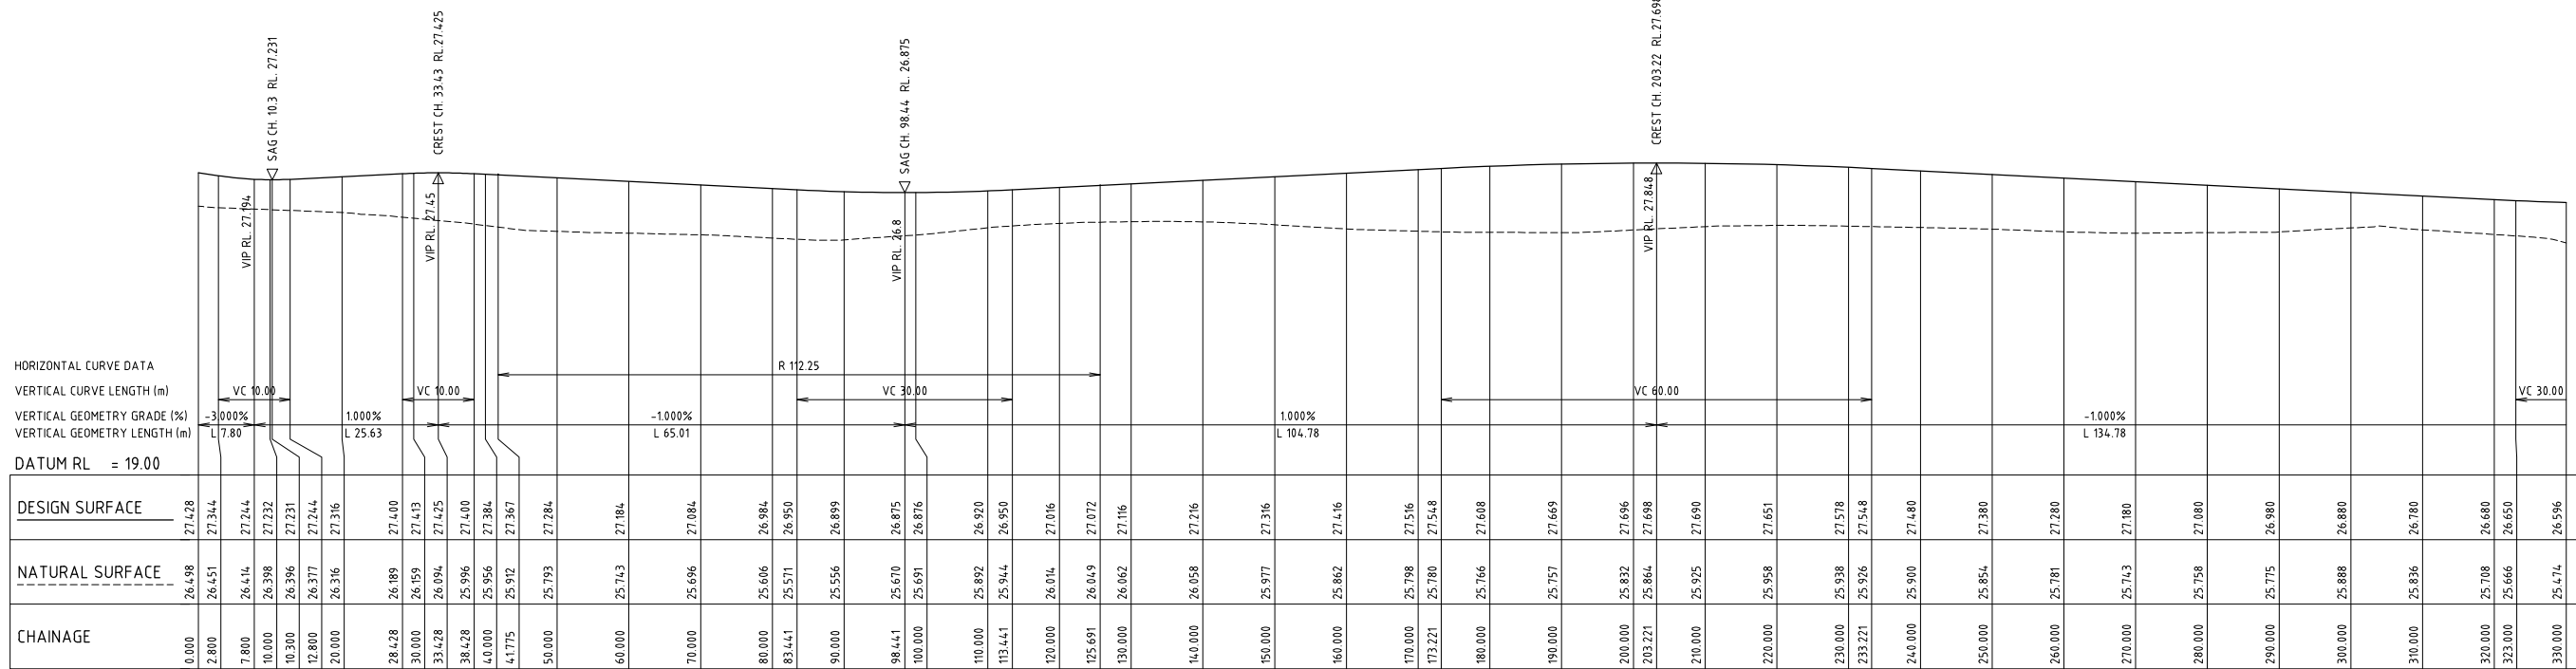 SAG CH. 10.3 RL. 27.231
CREST CH. 33.43 RL.27.425
SAG CH. 98.44 RL. 26.875
CREST CH. 203.22 RL.27.698
VIP RL. 27.194
VIP RL. 27.45
VIP RL. 26.8
VIP RL. 27.848
HORIZONTAL CURVE DATA
R 112.25
VERTICAL CURVE LENGTH (m)
VC 10.00 VC 10.00 VC 30.00 VC 60.00 VC 30.00
VERTICAL GEOMETRY GRADE (%)
-3.000% 1.000% -1.000% 1.000% -1.000%
VERTICAL GEOMETRY LENGTH (m)
L 7.80 L 25.63 L 65.01 L 104.78 L 134.78
DATUM RL = 19.00
DESIGN SURFACE
27.428 27.344 27.244 27.232 27.231 27.244 27.316 27.400 27.413 27.425 27.400 27.384 27.367 27.284 27.184 27.084 26.984 26.950 26.899 26.875 26.876 26.920 26.950 27.016 27.072 27.116 27.216 27.316 27.416 27.516 27.548 27.608 27.669 27.696 27.698 27.690 27.651 27.578 27.548 27.480 27.380 27.280 27.180 27.080 26.980 26.880 26.780 26.680 26.650 26.596
NATURAL SURFACE
26.498 26.451 26.414 26.398 26.396 26.377 26.316 26.189 26.159 26.094 25.996 25.956 25.912 25.793 25.743 25.696 25.606 25.571 25.556 25.670 25.691 25.892 25.944 26.014 26.049 26.062 26.058 25.977 25.862 25.798 25.780 25.766 25.757 25.832 25.864 25.925 25.958 25.938 25.926 25.900 25.854 25.781 25.743 25.758 25.775 25.888 25.836 25.708 25.666 25.474
CHAINAGE
0.000 2.800 7.800 10.000 10.300 12.800 20.000 28.428 30.000 33.428 38.428 40.000 41.775 50.000 60.000 70.000 80.000 83.441 90.000 98.441 100.000 110.000 113.441 120.000 125.691 130.000 140.000 150.000 160.000 170.000 173.221 180.000 190.000 200.000 203.221 210.000 220.000 230.000 233.221 240.000 250.000 260.000 270.000 280.000 290.000 300.000 310.000 320.000 323.000 330.000